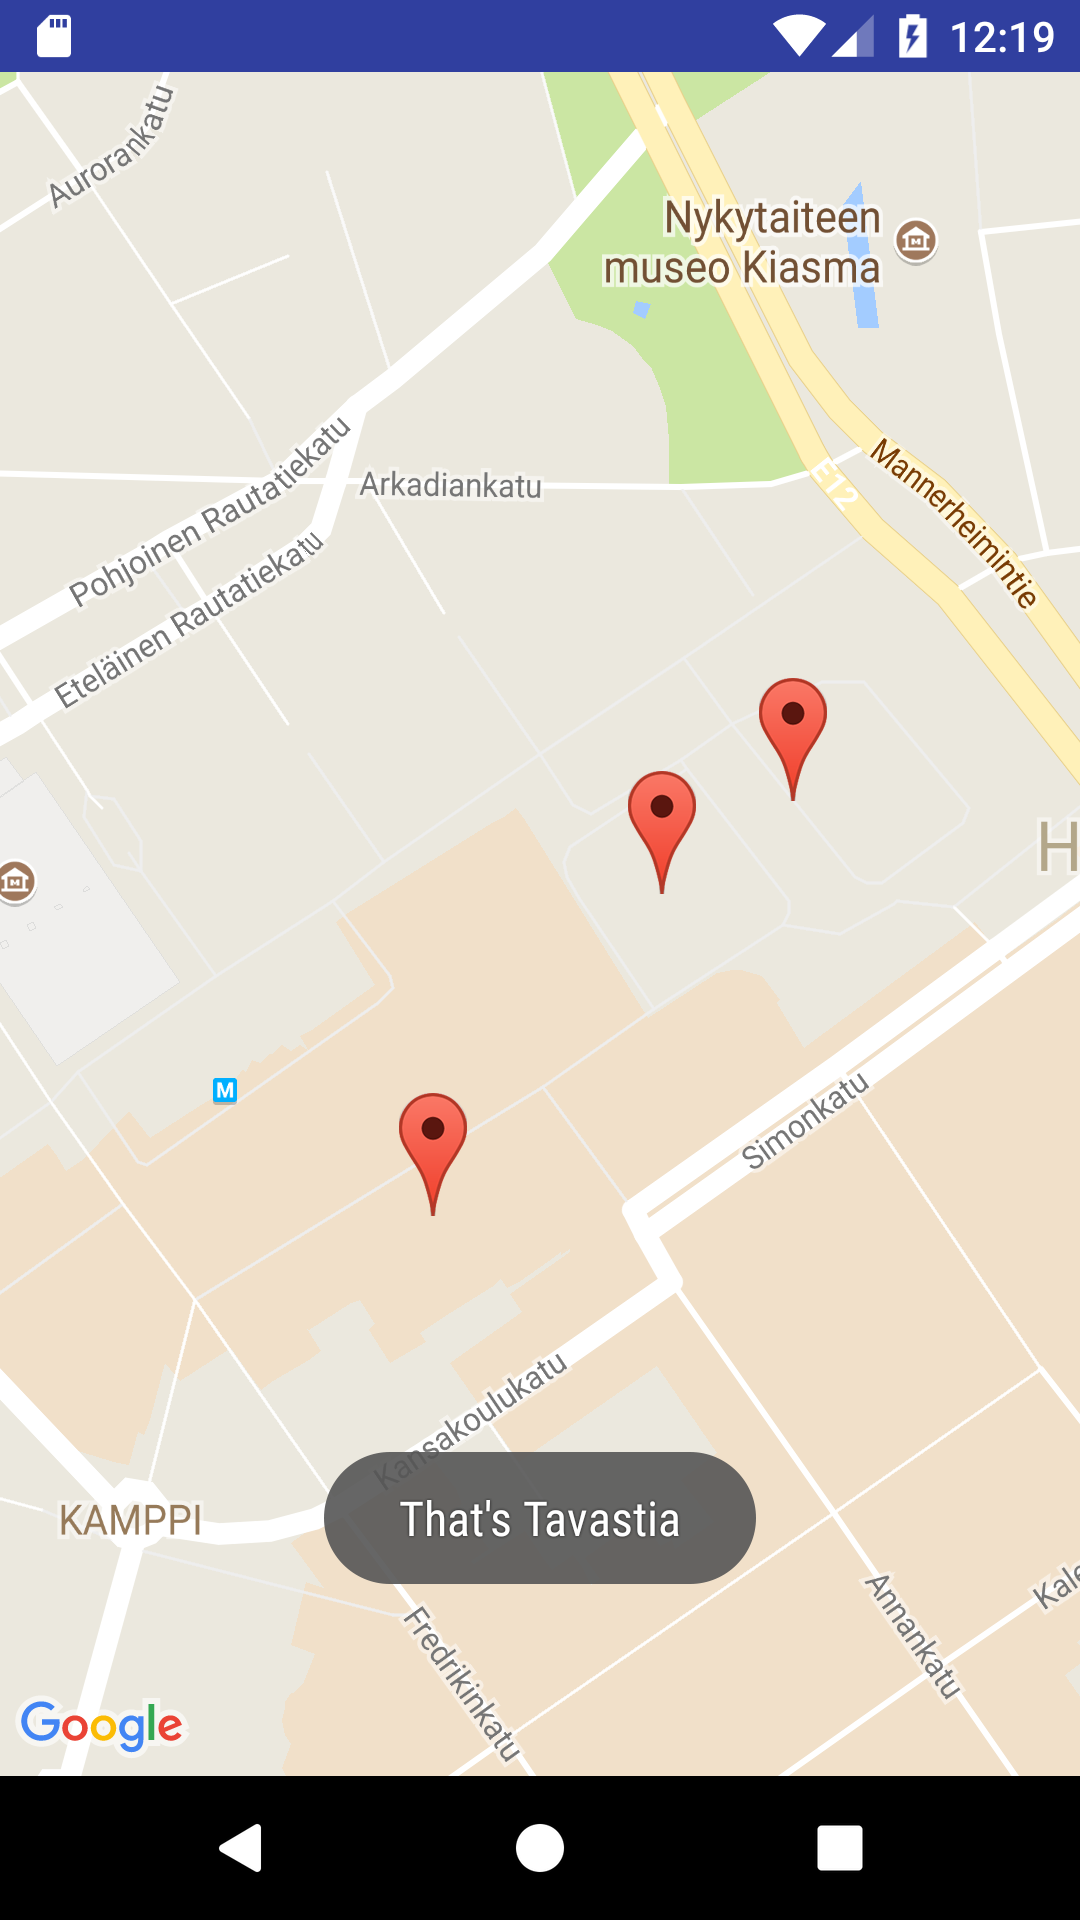 12:19
Aurorankatu
Nykytaiteen
museo Kiasma
Mannerheimintie
E12
Arkadiankatu
Pohjoinen Rautatiekatu
Eteläinen Rautatiekatu
H
M
Simonkatu
Kansakoulukatu
KAMPPI
That's Tavastia
Annankatu
Kale
Fredrikinkatu
Google